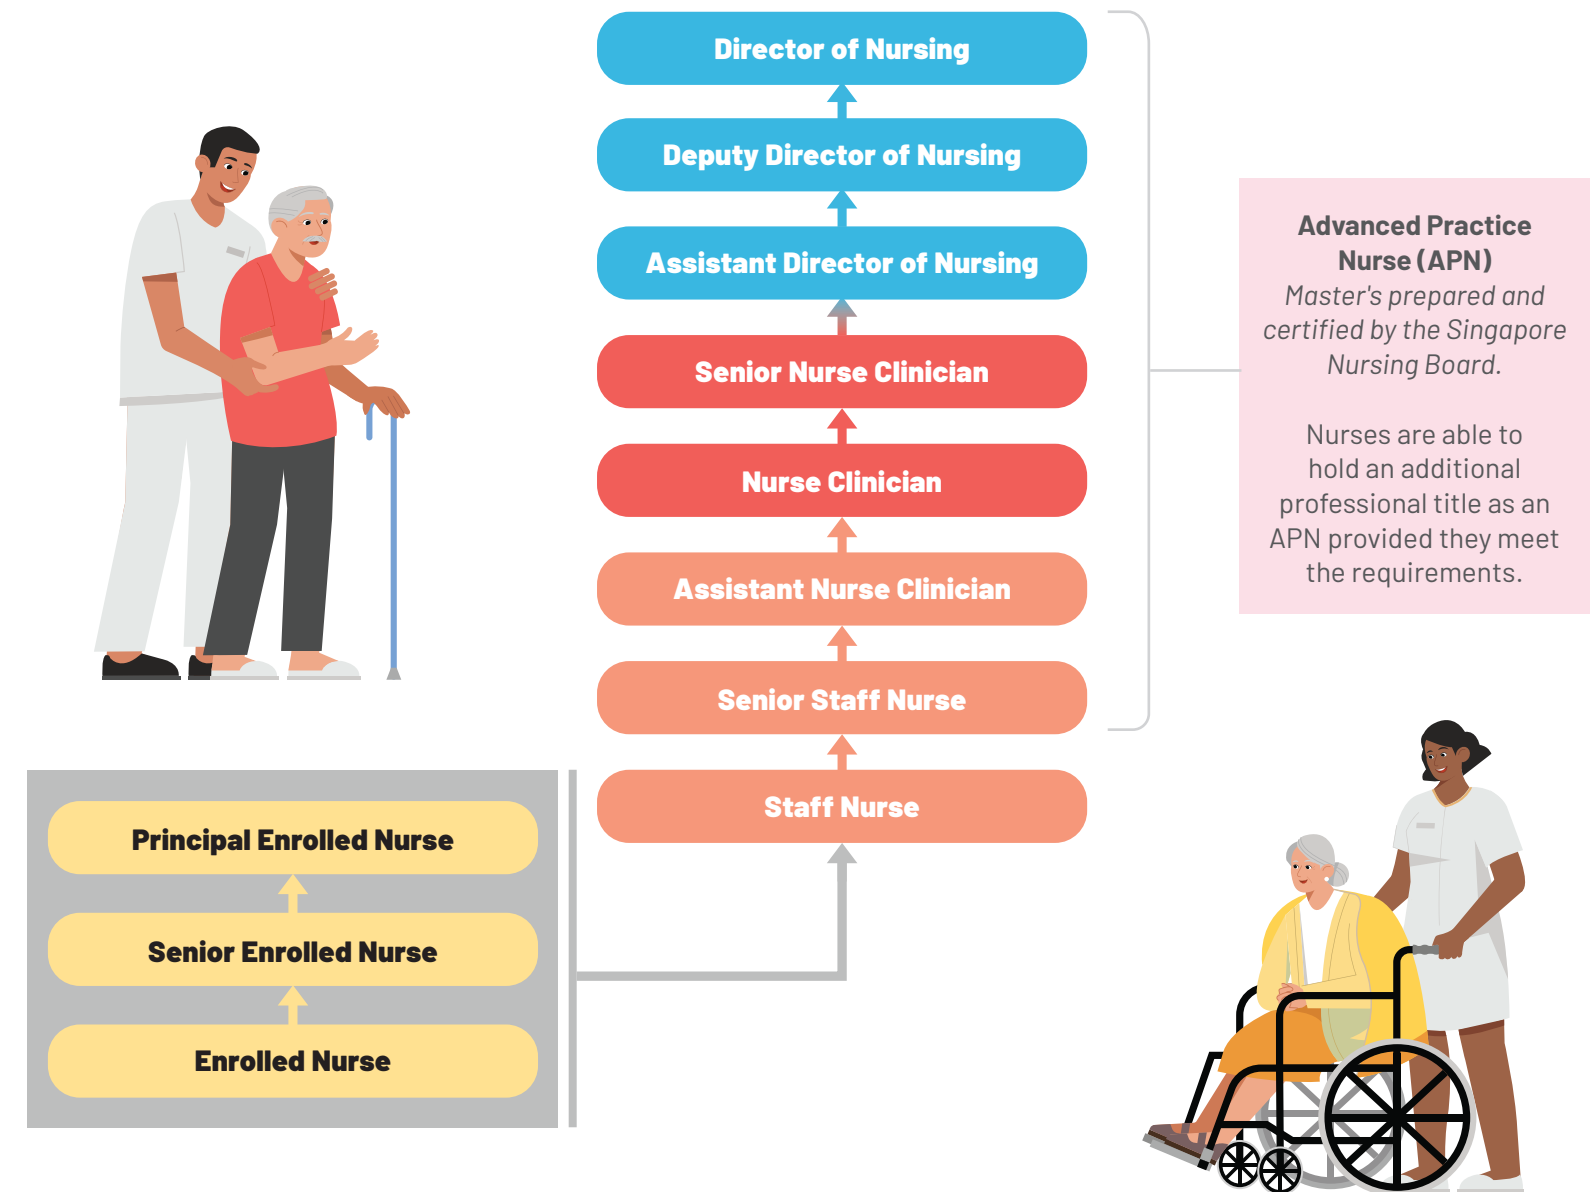 Director of Nursing
Deputy Director of Nursing
Assistant Director of Nursing
Senior Nurse Clinician
Nurse Clinician
Assistant Nurse Clinician
Senior Staff Nurse
Staff Nurse
Principal Enrolled Nurse
Senior Enrolled Nurse
Enrolled Nurse
Advanced Practice
Nurse (APN)
Master's prepared and
certified by the Singapore
Nursing Board.
Nurses are able to
hold an additional
professional title as an
APN provided they meet
the requirements.